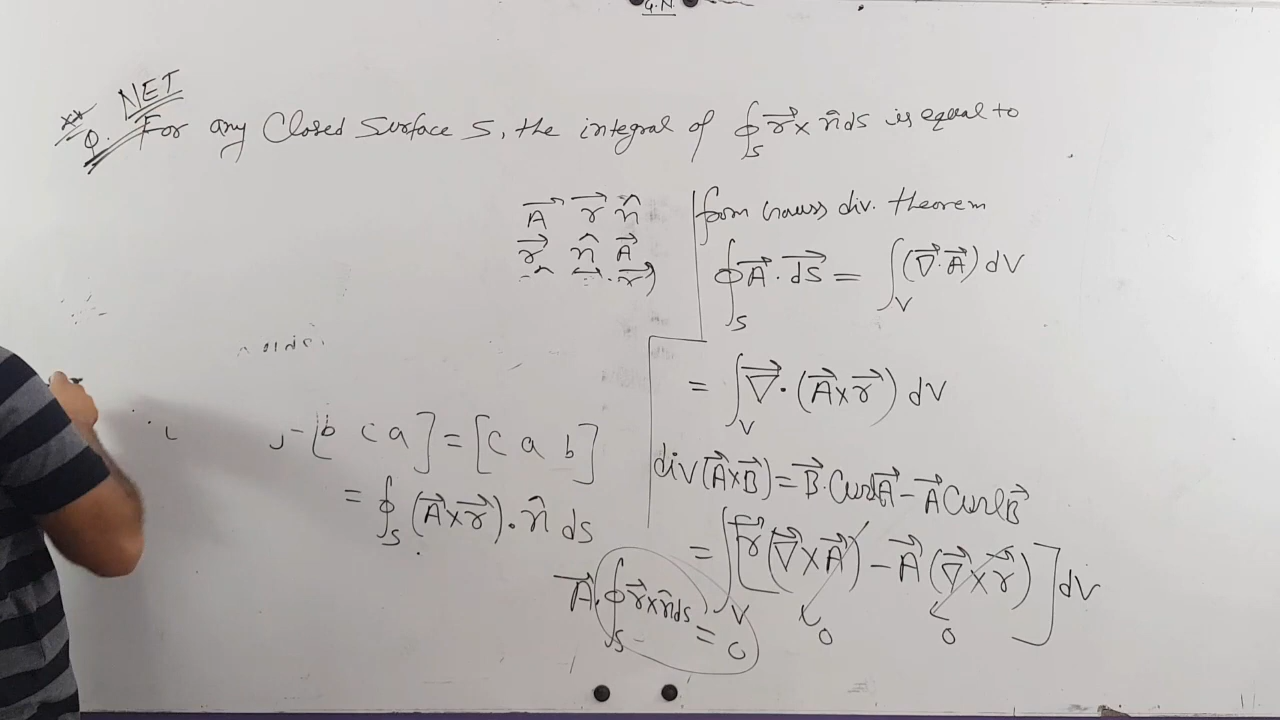 G.N
NET
Q. For any Closed Surface S, the integral of ∮_S r⃗ × n̂ ds is equal to
A⃗ r⃗ n̂
r⃗ n̂ A⃗
r⃗)
from Gauss div. theorem
∮_S A⃗ · dS⃗ = ∫_V (∇⃗·A⃗) dV
= ∫_V ∇⃗ · (A⃗×r⃗) dV
div(A⃗×B⃗) = B⃗·Curl A⃗ − A⃗ Curl B⃗
= ∫_V [r⃗(∇⃗×A⃗) − A⃗(∇⃗×r⃗)] dV
0 0
[b c a] = [c a b]
= ∮_S (A⃗×r⃗) · n̂ ds
A⃗. ∮_S r⃗×n̂ds = 0